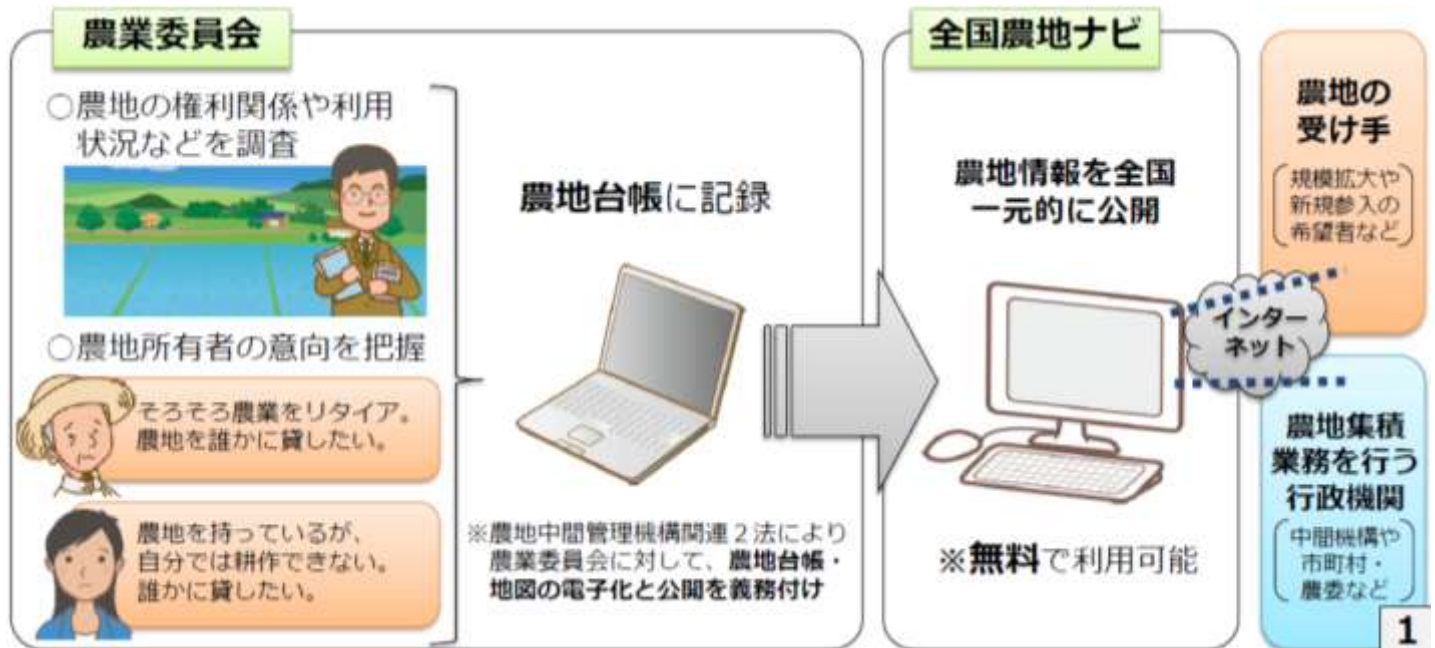 農業委員会
○農地の権利関係や利用
状況などを調査
○農地所有者の意向を把握
そろそろ農業をリタイア。
農地を誰かに貸したい。
農地を持っているが、
自分では耕作できない。
誰かに貸したい。
農地台帳に記録
※農地中間管理機構関連2法により
農業委員会に対して、農地台帳・
地図の電子化と公開を義務付け
全国農地ナビ
農地情報を全国
一元的に公開
※無料で利用可能
インター
ネット
農地の
受け手
規模拡大や
新規参入の
希望者など
農地集積
業務を行う
行政機関
中間機構や
市町村・
農委など
1